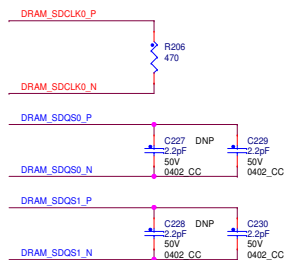 DRAM_SDCLK0_P
R206
470
DRAM_SDCLK0_N
DRAM_SDQS0_P
C227 DNP C229
2.2pF 2.2pF
50V 50V
DRAM_SDQS0_N 0402_CC 0402_CC
DRAM_SDQS1_P
C228 DNP C230
2.2pF 2.2pF
50V 50V
DRAM_SDQS1_N 0402_CC 0402_CC